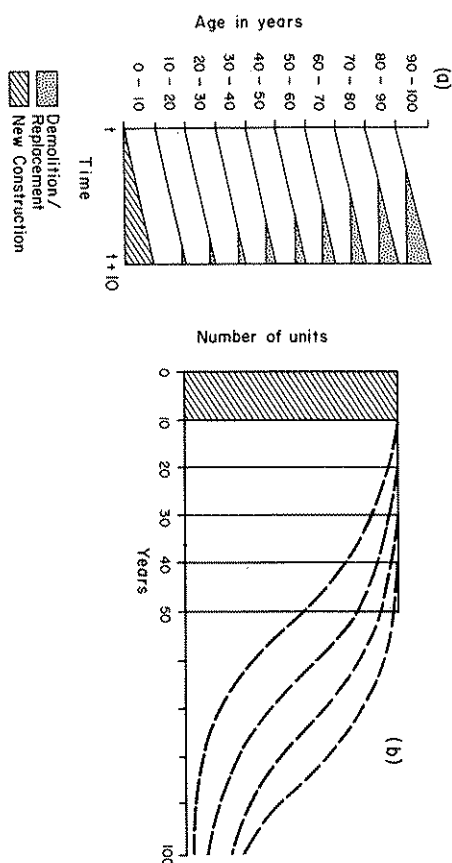 (a)
Age in years
90 - 100
80 - 90
70 - 80
60 - 70
50 - 60
40 - 50
30 - 40
20 - 30
10 - 20
0 - 10
t
t + 10
Time
Demolition/
Replacement
New Construction
(b)
Number of units
0
10
20
30
40
50
100
Years